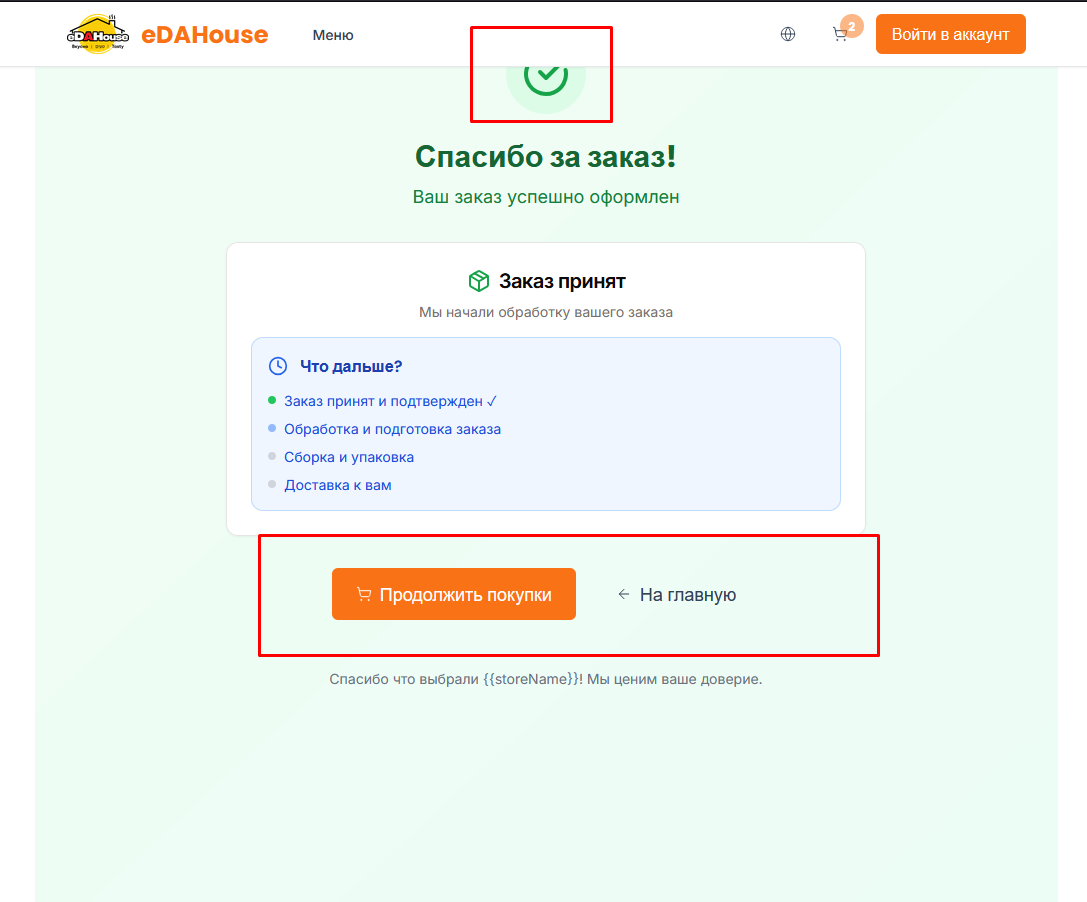 eDAHouse
Вкусно | סטוב | Tasty
eDAHouse
Меню
2
Войти в аккаунт
Спасибо за заказ!
Ваш заказ успешно оформлен
Заказ принят
Мы начали обработку вашего заказа
Что дальше?
Заказ принят и подтвержден ✓
Обработка и подготовка заказа
Сборка и упаковка
Доставка к вам
Продолжить покупки
← На главную
Спасибо что выбрали {{storeName}}! Мы ценим ваше доверие.